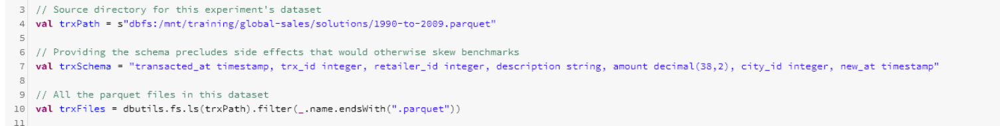 3 // Source directory for this experiment's dataset
4 val trxPath = s"dbfs:/mnt/training/global-sales/solutions/1990-to-2009.parquet"
5
6 // Providing the schema precludes side effects that would otherwise skew benchmarks
7 val trxSchema = "transacted_at timestamp, trx_id integer, retailer_id integer, description string, amount decimal(38,2), city_id integer, new_at timestamp"
8
9 // All the parquet files in this dataset
10 val trxFiles = dbutils.fs.ls(trxPath).filter(_.name.endsWith(".parquet"))
11